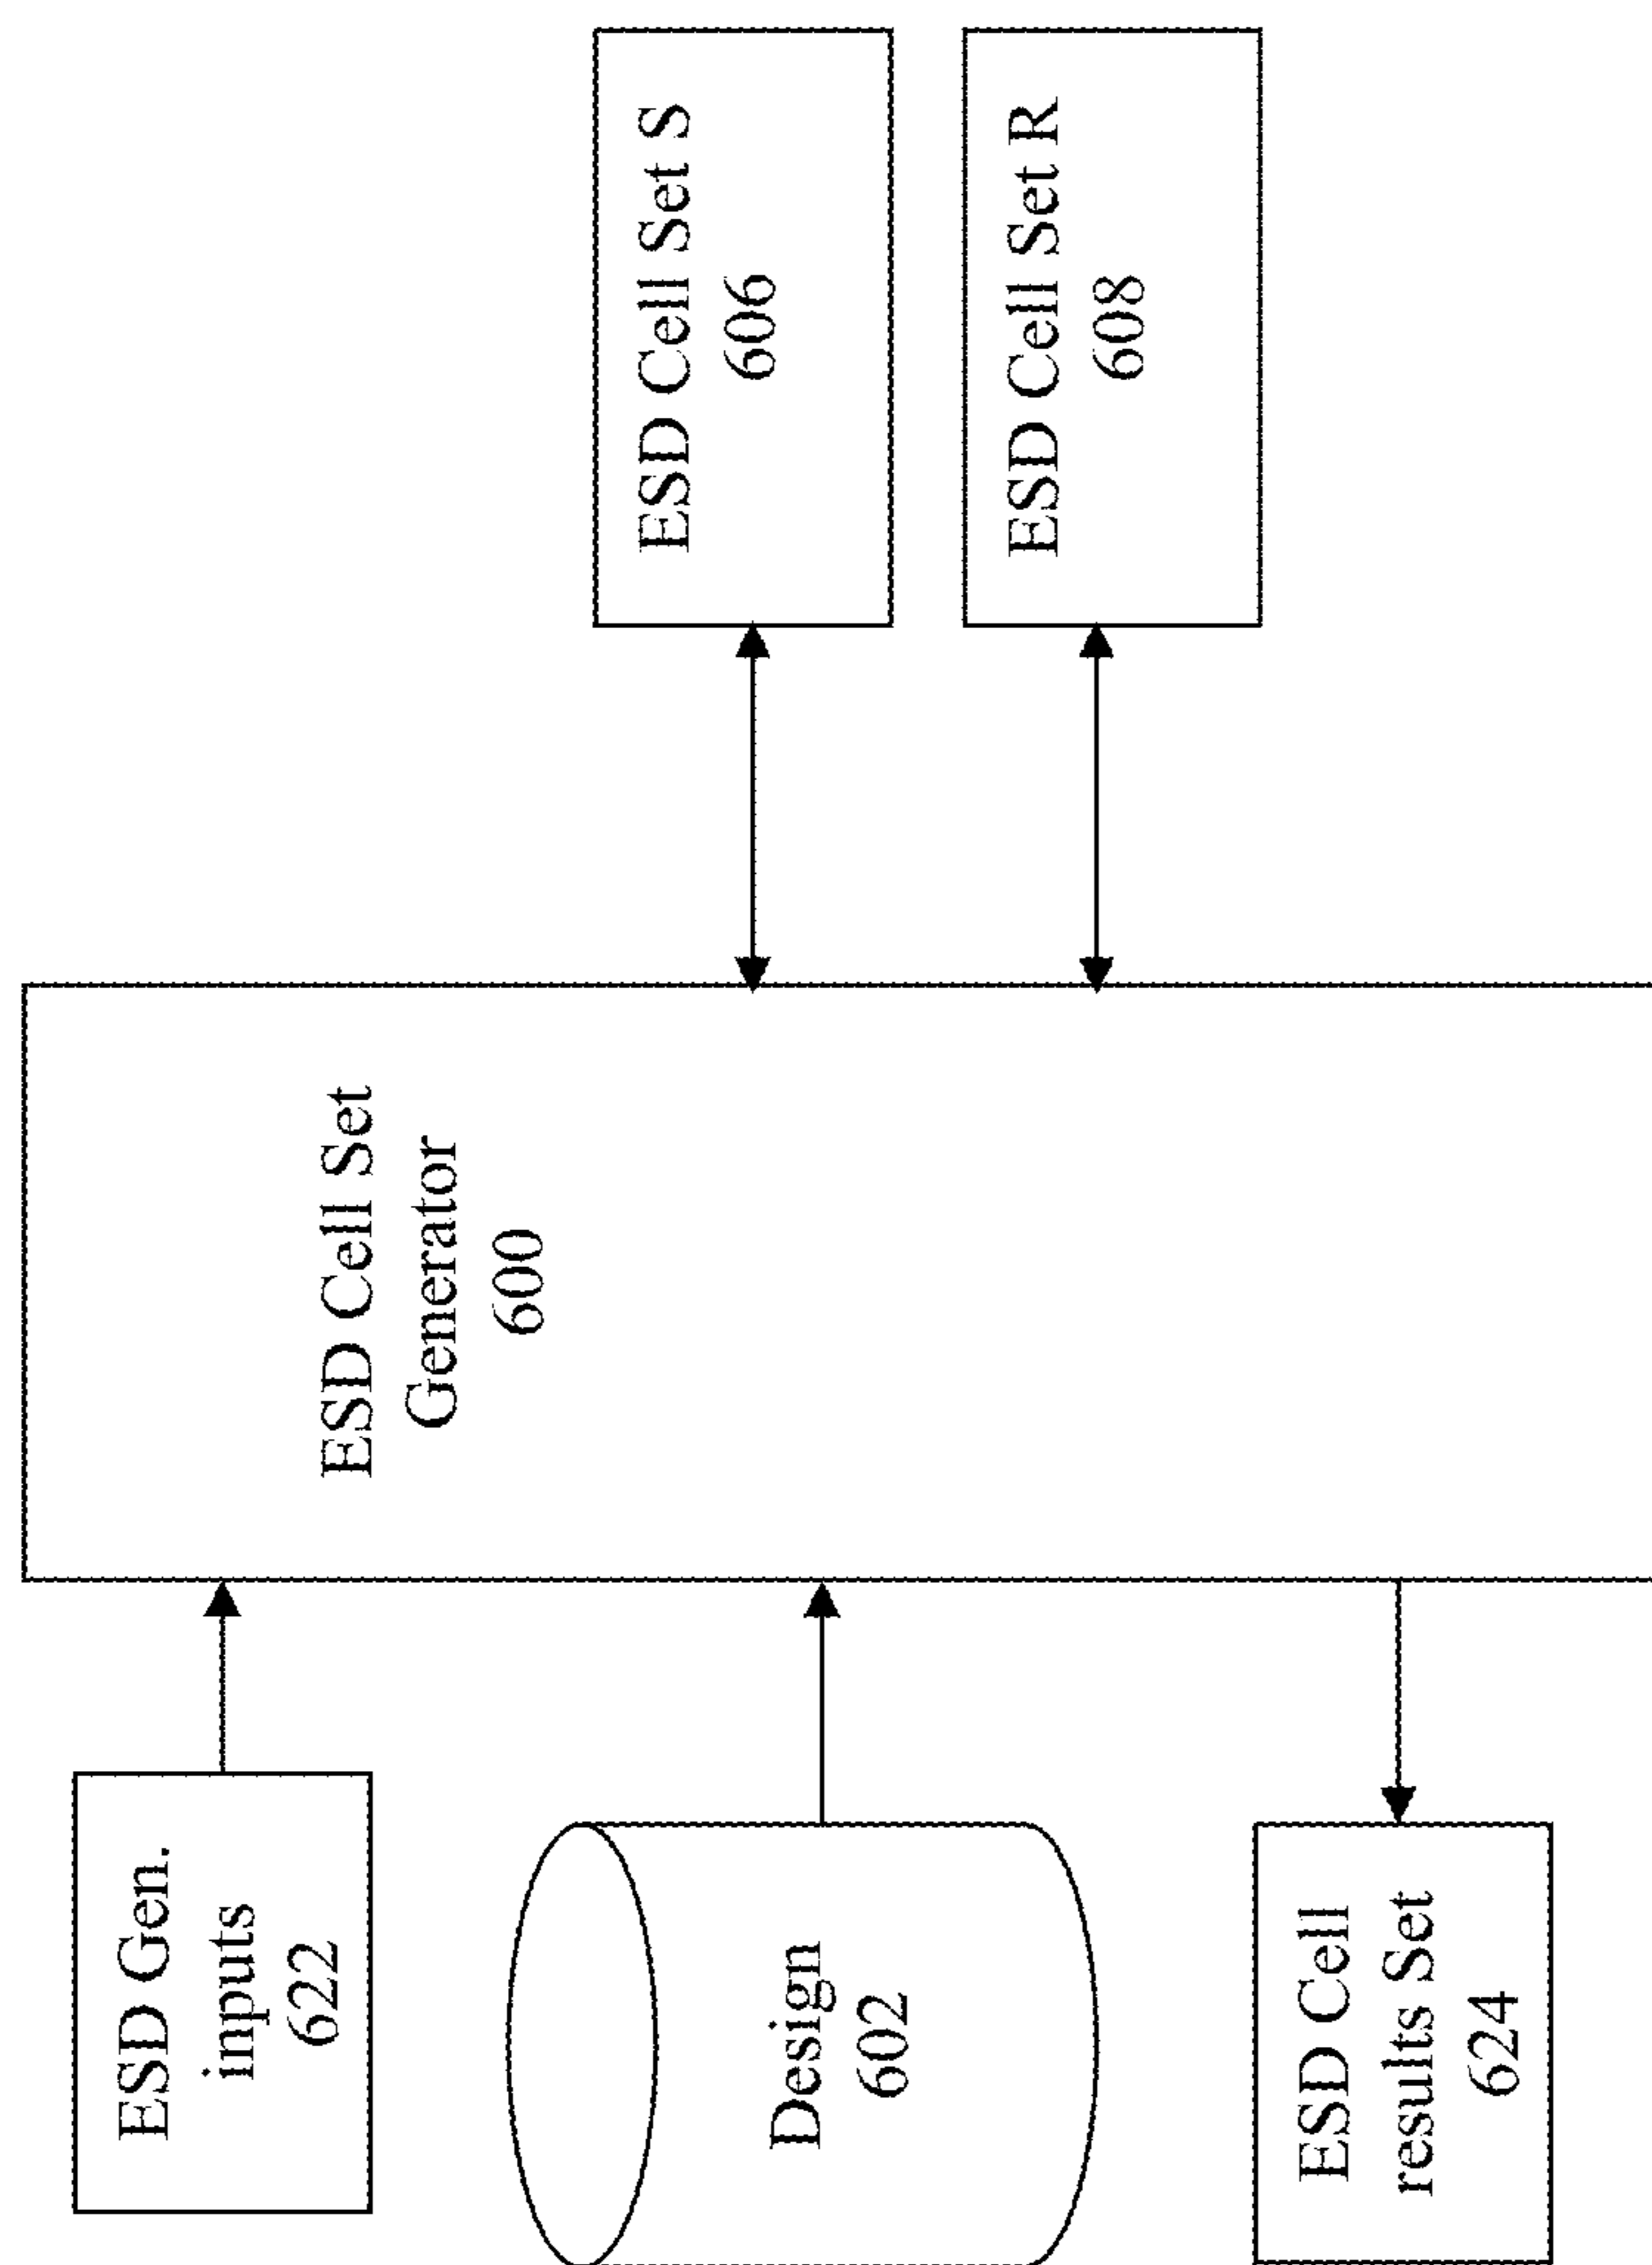 ESD Gen.
inputs
622
Design
602
ESD Cell
results Set
624
ESD Cell Set
Generator
600
ESD Cell Set S
606
ESD Cell Set R
608